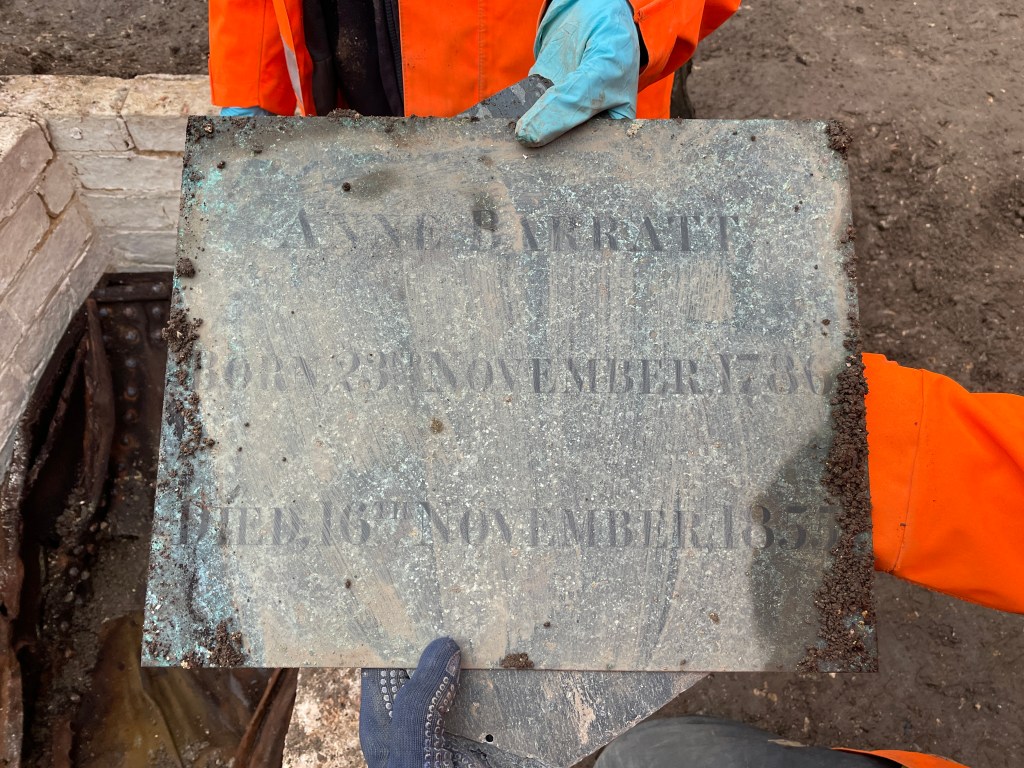 ANNE BARRATT,
BORN, 23RD NOVEMBER, 1786
DIED, 16TH NOVEMBER, 1855